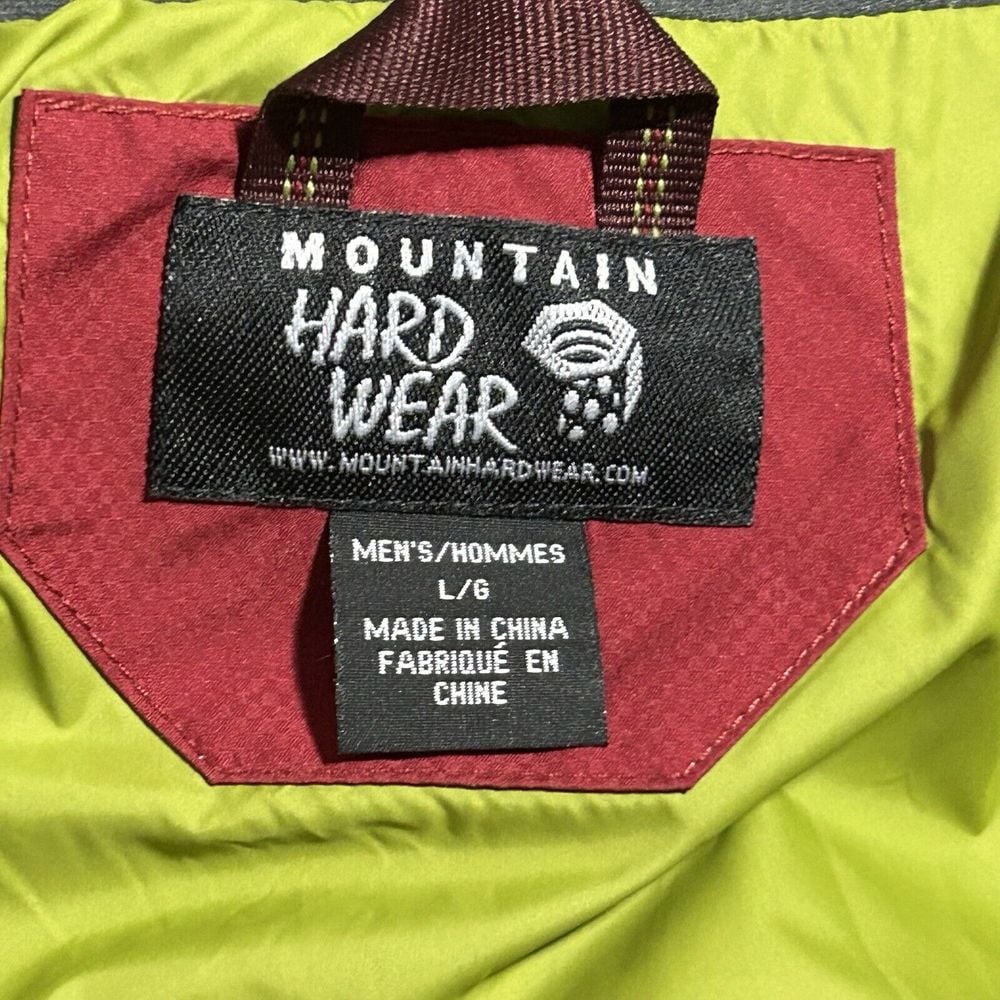 MOUNTAIN
HARD
WEAR
WWW.MOUNTAINHARDWEAR.COM
MEN'S/HOMMES
L/G
MADE IN CHINA
FABRIQUÉ EN
CHINE